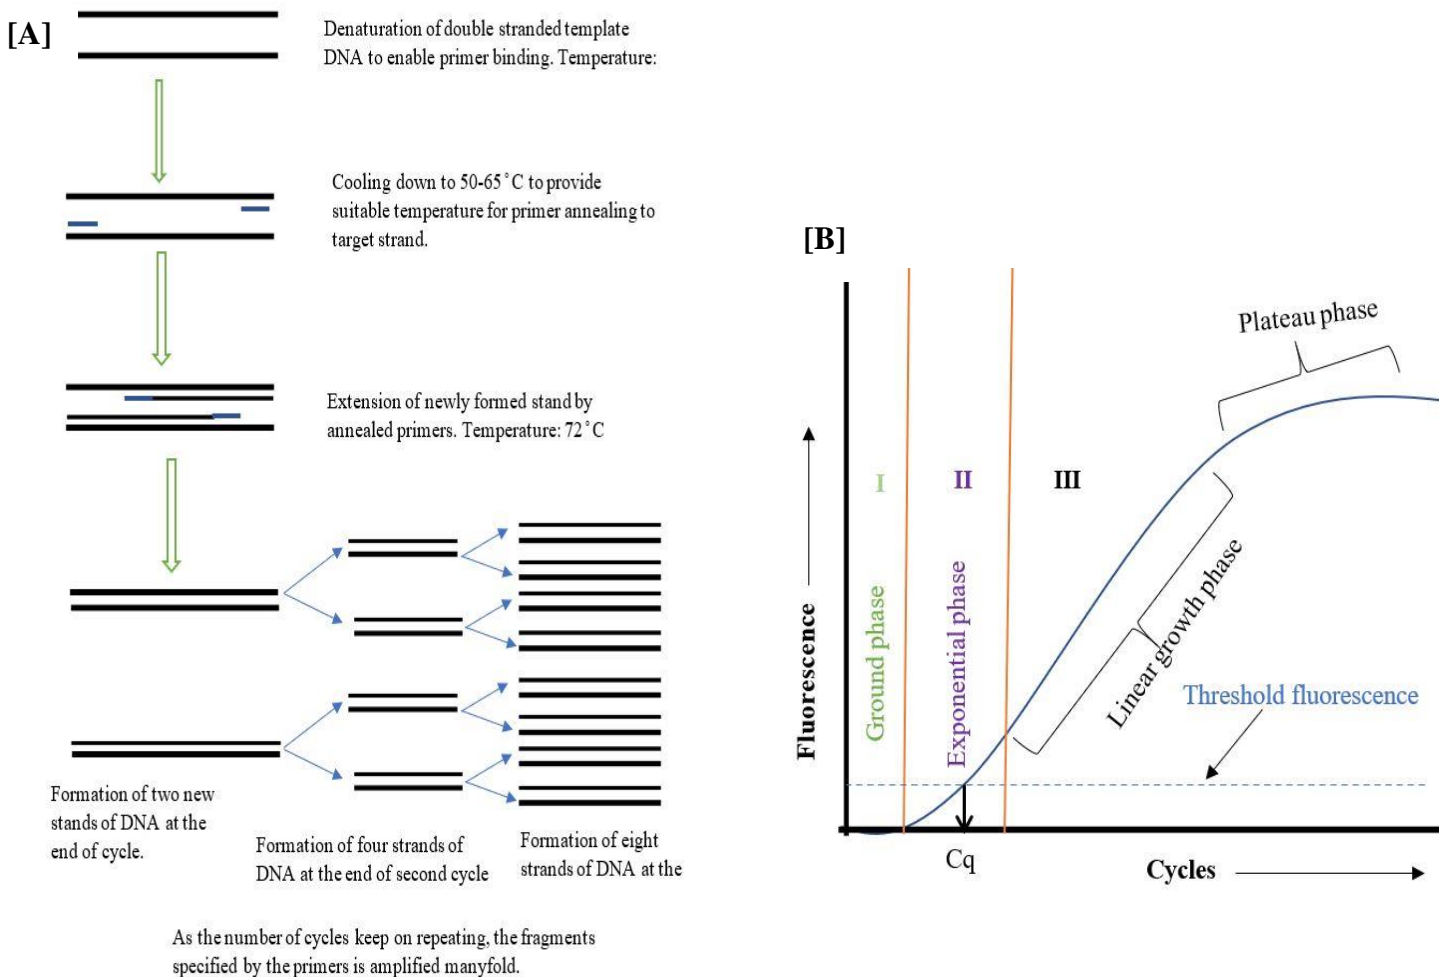 [A]
Denaturation of double stranded template
DNA to enable primer binding. Temperature:
Cooling down to 50-65˚C to provide
suitable temperature for primer annealing to
target strand.
Extension of newly formed stand by
annealed primers. Temperature: 72˚C
Formation of two new
stands of DNA at the
end of cycle.
Formation of four strands of
DNA at the end of second cycle
Formation of eight
strands of DNA at the
As the number of cycles keep on repeating, the fragments
specified by the primers is amplified manyfold.
[B]
Fluorescence
I
Ground phase
II
Exponential phase
III
Linear growth phase
Plateau phase
Threshold fluorescence
Cq
Cycles